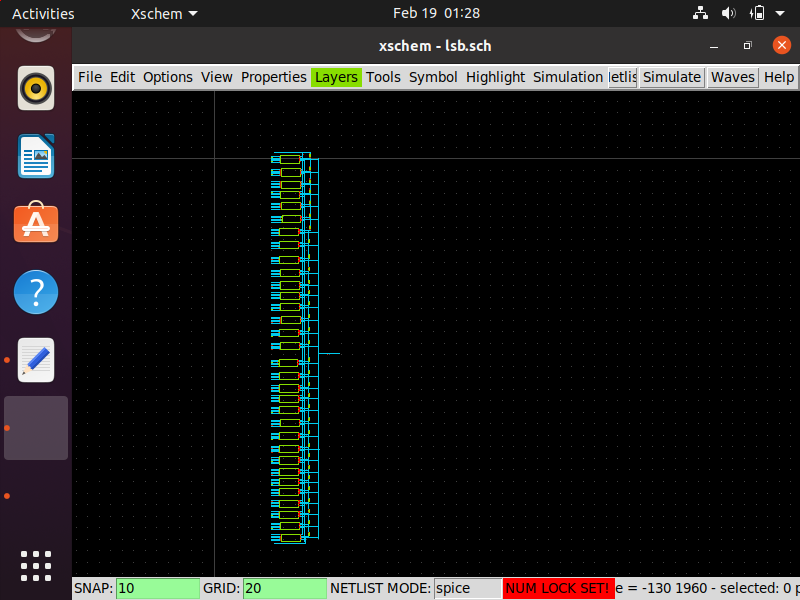 Activities Xschem Feb 19 01:28
xschem - lsb.sch
File Edit Options View Properties Layers Tools Symbol Highlight Simulation etlis Simulate Waves Help
SNAP: 10 GRID: 20 NETLIST MODE: spice NUM LOCK SET! e = -130 1960 - selected: 0 p